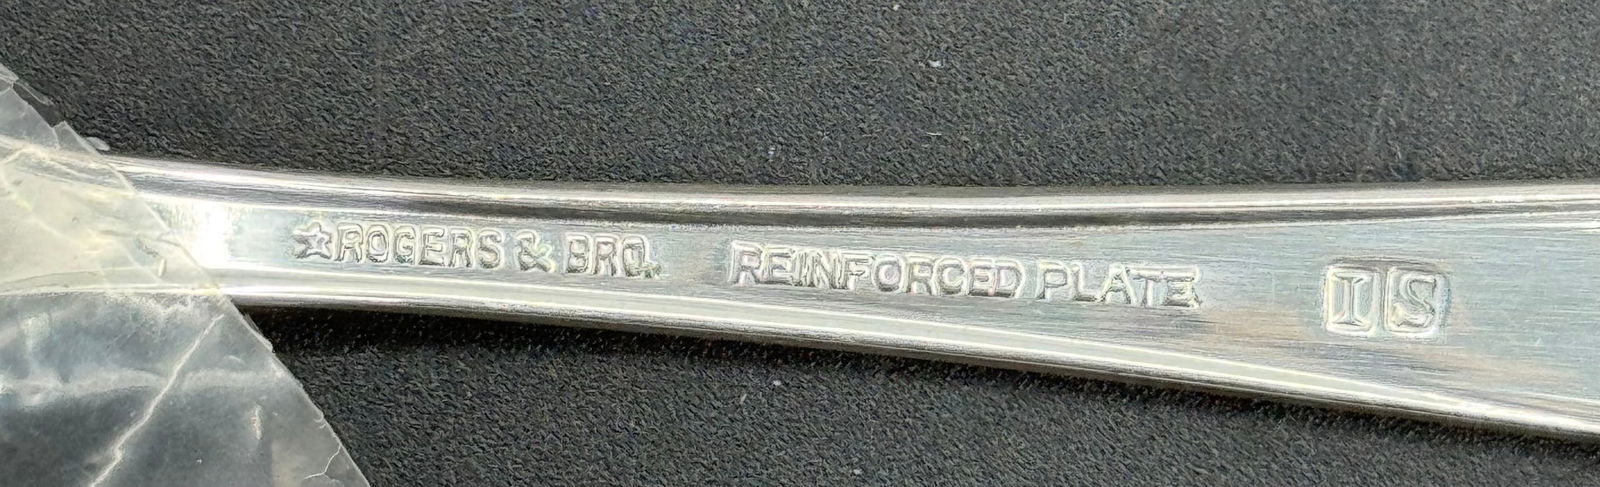 ☆ROGERS & BRO. REINFORCED PLATE IS